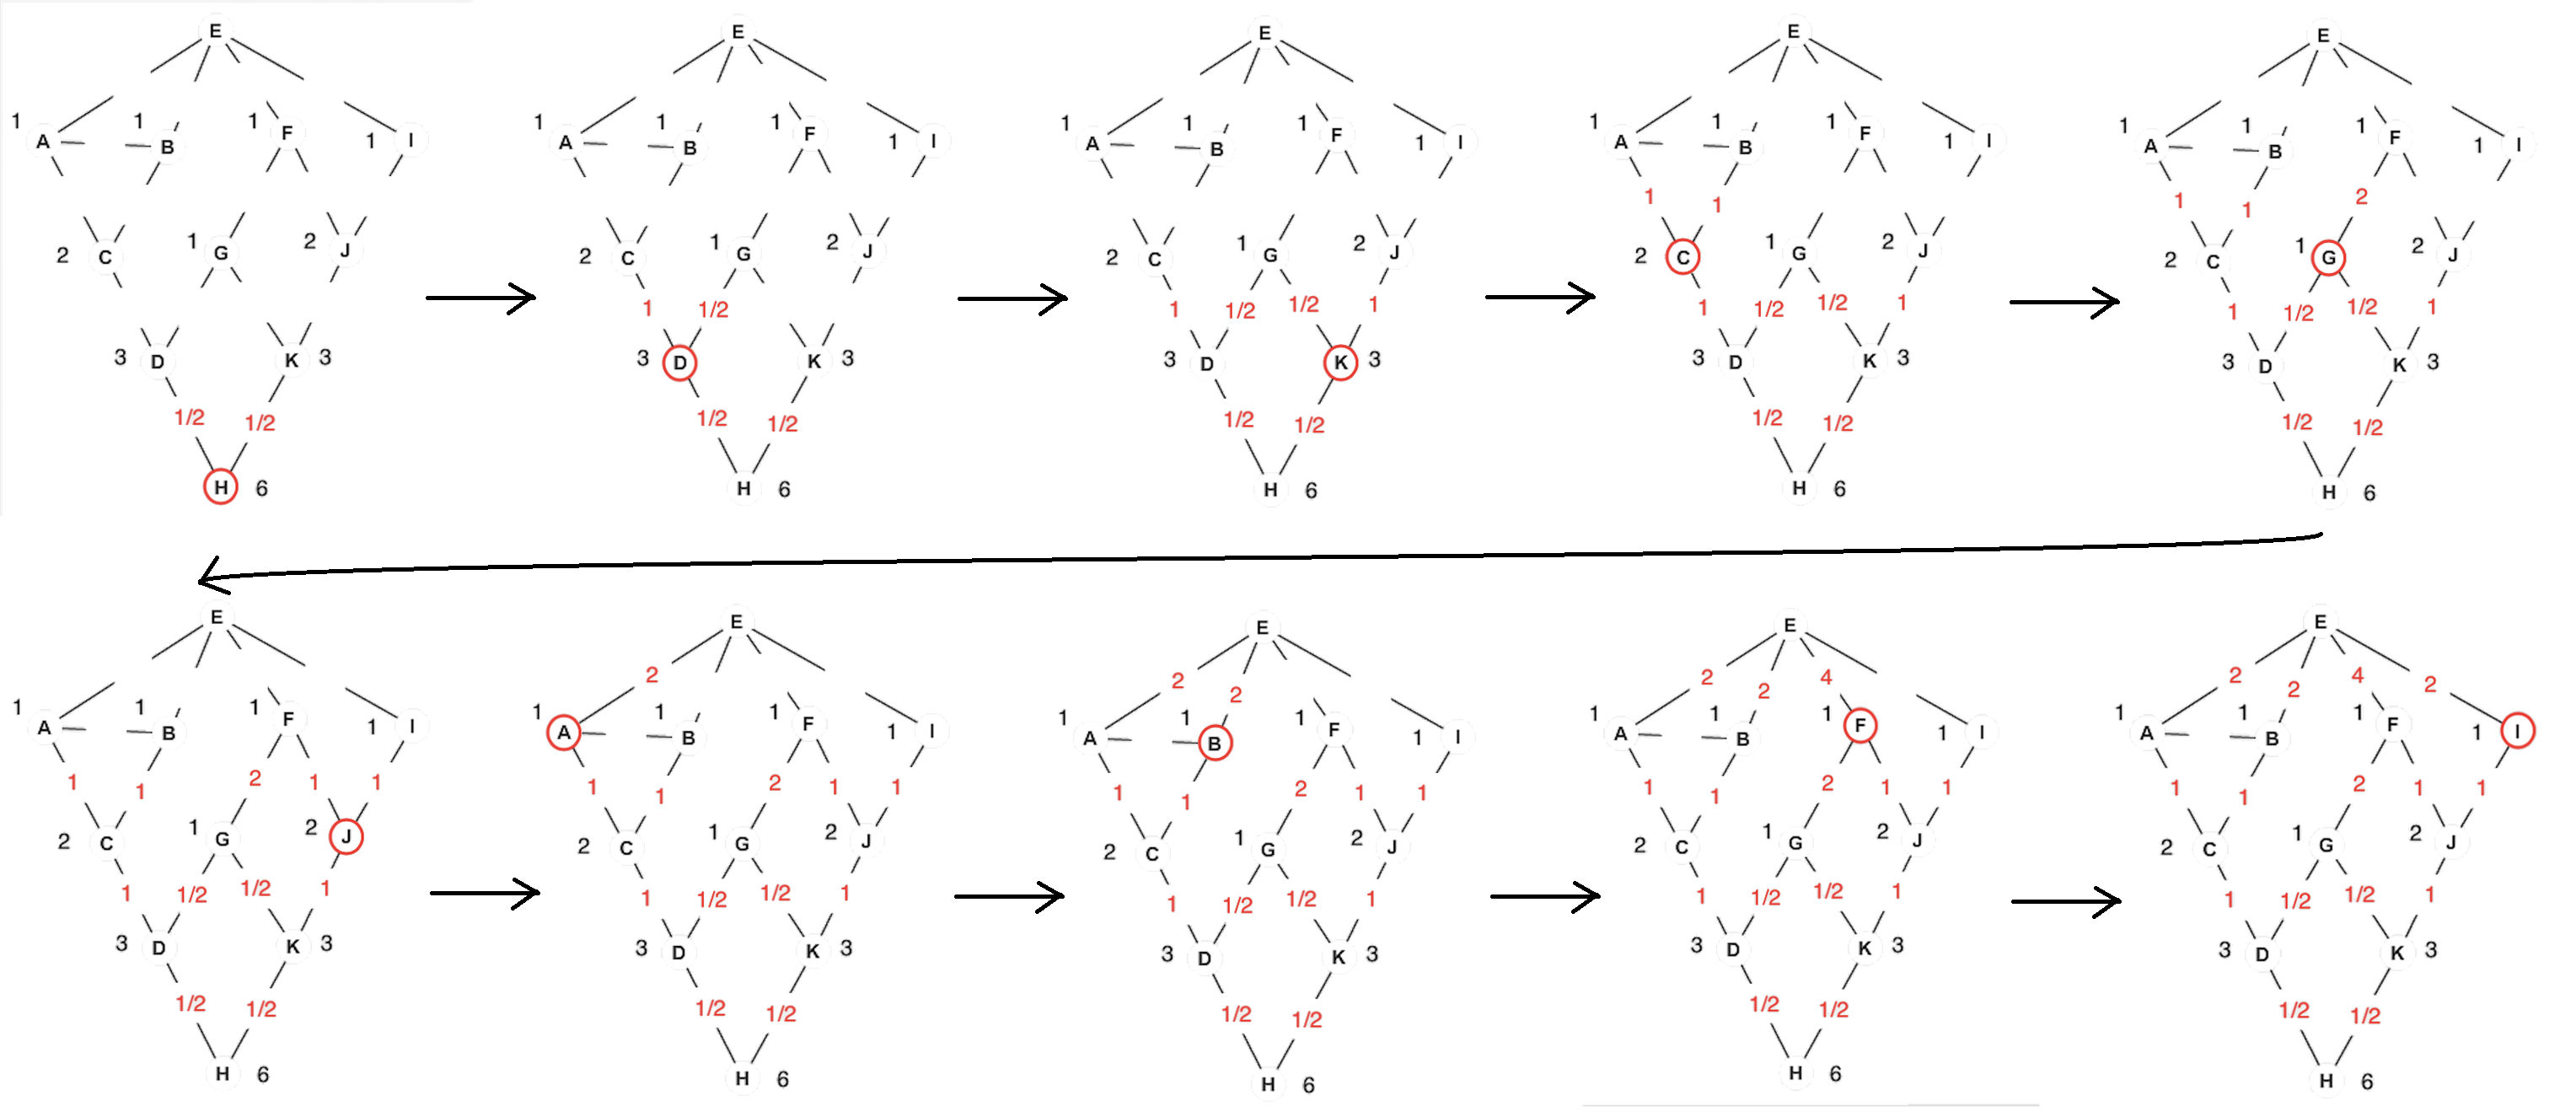 E E E E E
1 A 1 B 1 F 1 I 1 A 1 B 1 F 1 I 1 A 1 B 1 F 1 I 1 A 1 B 1 F 1 I 1 A 1 B 1 F 1 I
1 1 1 1 2
2 C 1 G 2 J 2 C 1 G 2 J 2 C 1 G 2 J 2 C 1 G 2 J 2 C 1 G 2 J
1 1/2 1 1/2 1/2 1 1 1/2 1/2 1 1 1/2 1/2 1
3 D K 3 3 D K 3 3 D K 3 3 D K 3 3 D K 3
1/2 1/2 1/2 1/2 1/2 1/2 1/2 1/2 1/2 1/2
H 6 H 6 H 6 H 6 H 6
E E E E E
2 2 2 2 2 4 2 2 4 2
1 A 1 B 1 F 1 I 1 A 1 B 1 F 1 I 1 A 1 B 1 F 1 I 1 A 1 B 1 F 1 I 1 A 1 B 1 F 1 I
1 1 2 1 1 1 1 2 1 1 1 1 2 1 1 1 1 2 1 1 1 1 2 1 1
2 C 1 G 2 J 2 C 1 G 2 J 2 C 1 G 2 J 2 C 1 G 2 J 2 C 1 G 2 J
1 1/2 1/2 1 1 1/2 1/2 1 1 1/2 1/2 1 1 1/2 1/2 1 1 1/2 1/2 1
3 D K 3 3 D K 3 3 D K 3 3 D K 3 3 D K 3
1/2 1/2 1/2 1/2 1/2 1/2 1/2 1/2 1/2 1/2
H 6 H 6 H 6 H 6 H 6